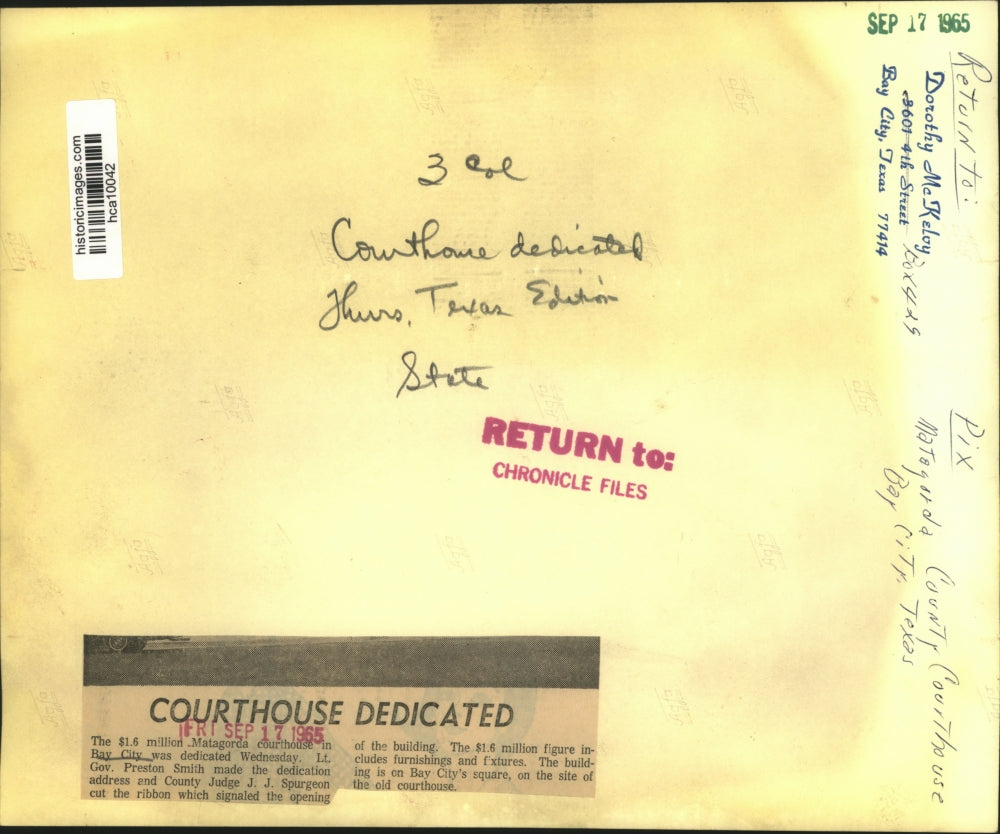 SEP 17 1965
Return to:
Dorothy McKelvy
3601 4th Street Box 429
Bay City, Texas 77414
historicimages.com
hca10042
3 Col
Courthouse dedicated
Thurs, Texas Edition
State
RETURN to:
CHRONICLE FILES
Pix
Matagorda County Courthouse
Bay City, Texas
COURTHOUSE DEDICATED
FRI SEP 17 1965
The $1.6 million Matagorda courthouse in
Bay City was dedicated Wednesday. Lt.
Gov. Preston Smith made the dedication
address and County Judge J. J. Spurgeon
cut the ribbon which signaled the opening
of the building. The $1.6 million figure in-
cludes furnishings and fixtures. The build-
ing is on Bay City's square, on the site of
the old courthouse.